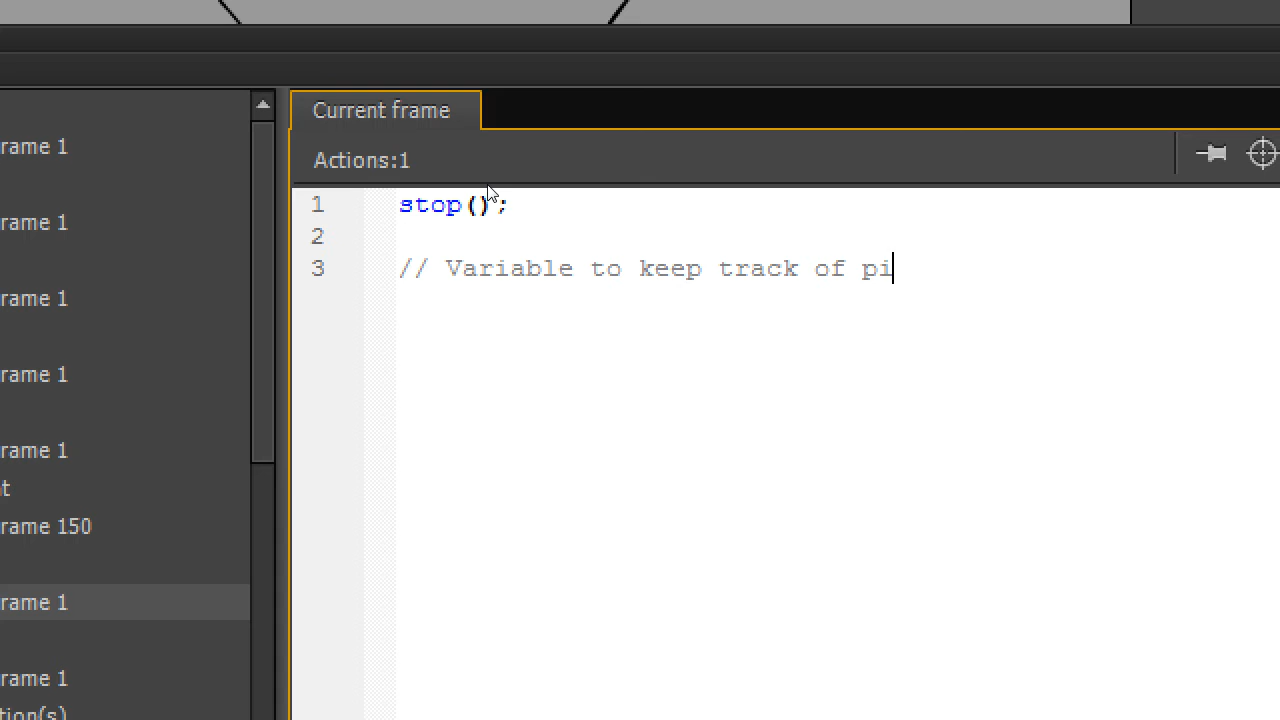 Current frame
Actions:1
rame 1
rame 1
rame 1
rame 1
rame 1
t
rame 150
rame 1
rame 1
tion(s)
1 stop();
2
3 // Variable to keep track of pi